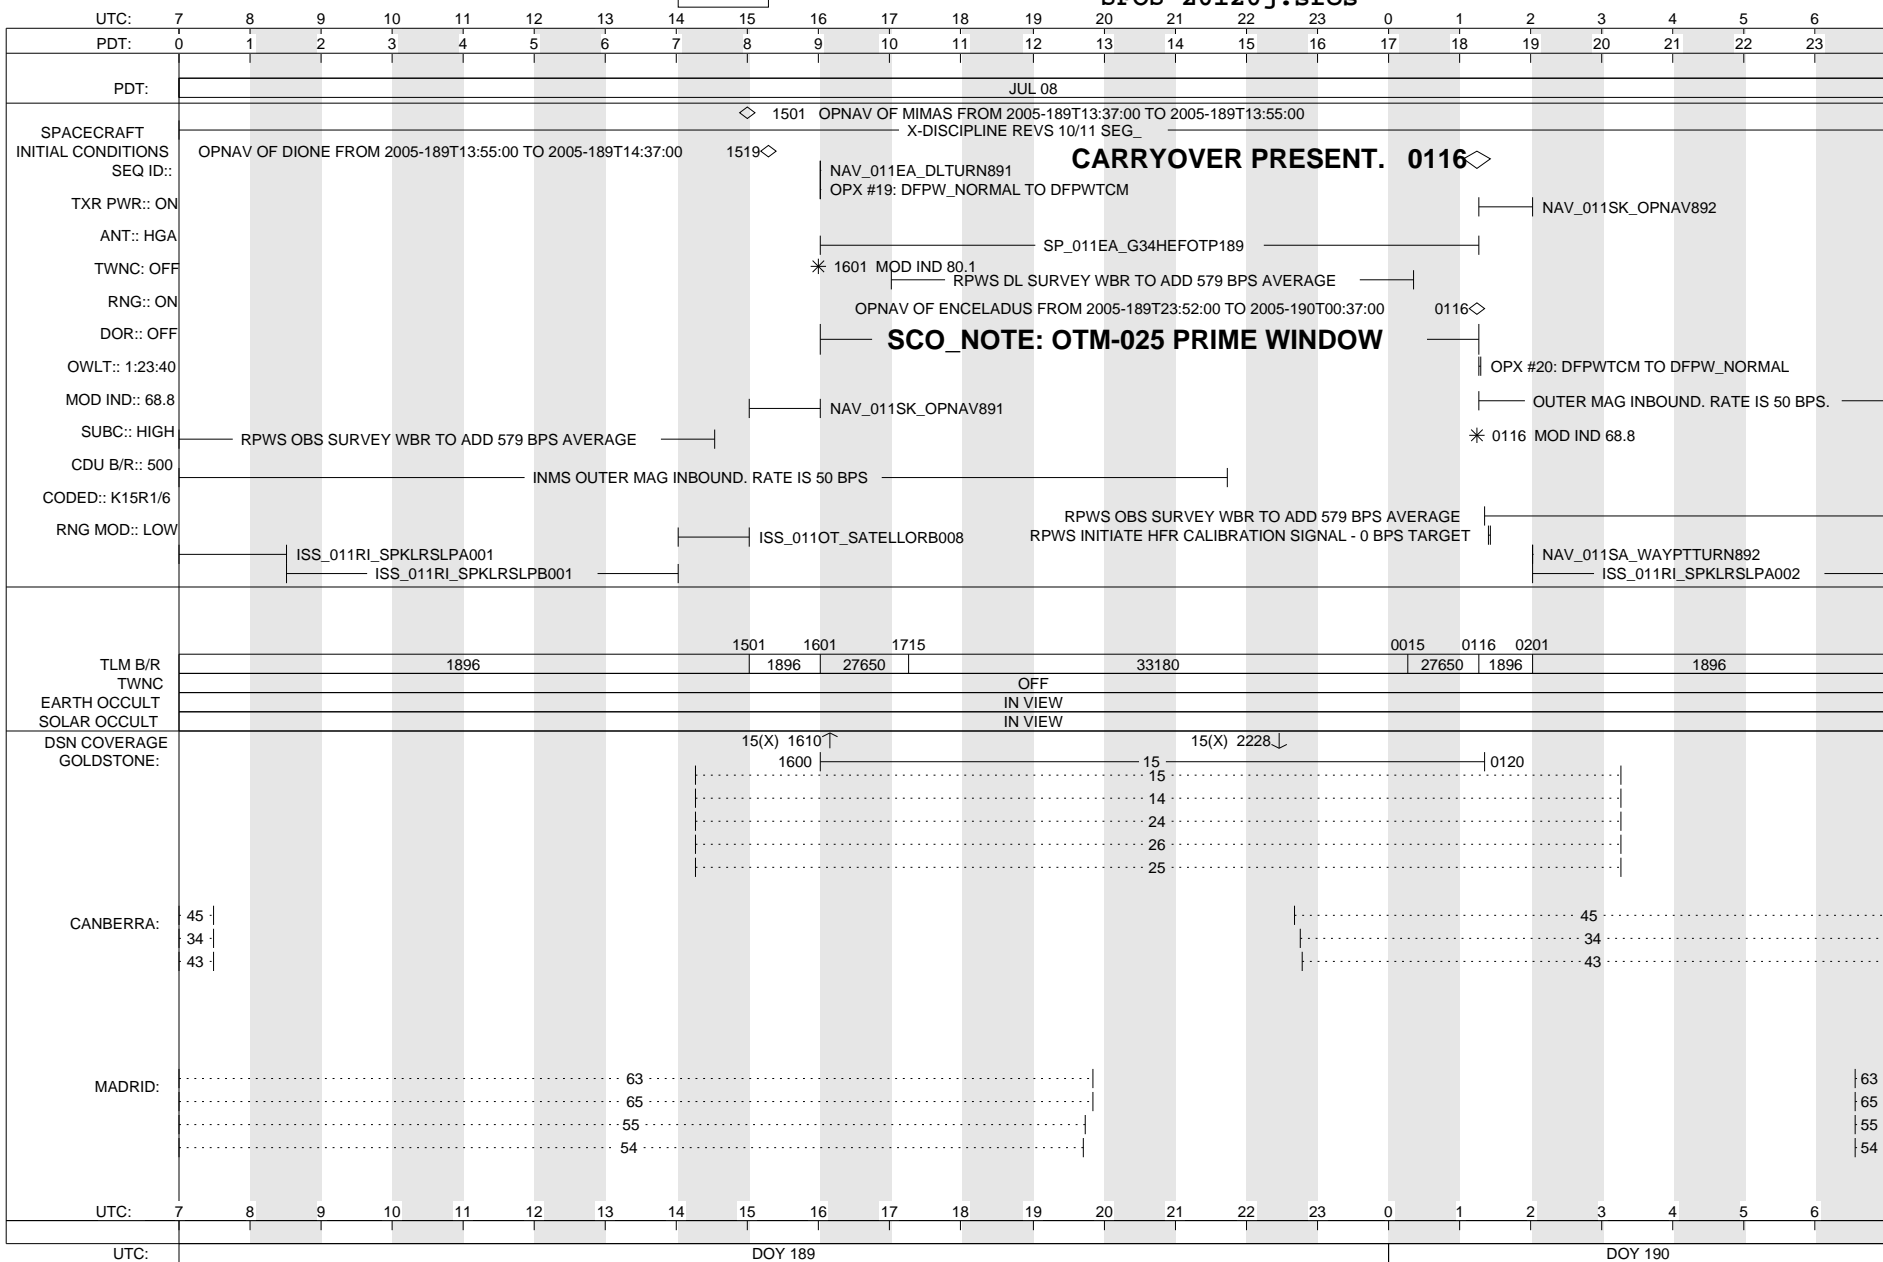 SFOS 20120j.sfos
UTC: 7 8 9 10 11 12 13 14 15 16 17 18 19 20 21 22 23 0 1 2 3 4 5 6
PDT: 0 1 2 3 4 5 6 7 8 9 10 11 12 13 14 15 16 17 18 19 20 21 22 23
PDT: JUL 08
1501 OPNAV OF MIMAS FROM 2005-189T13:37:00 TO 2005-189T13:55:00
SPACECRAFT X-DISCIPLINE REVS 10/11 SEG_
INITIAL CONDITIONS OPNAV OF DIONE FROM 2005-189T13:55:00 TO 2005-189T14:37:00 1519 CARRYOVER PRESENT. 0116
SEQ ID:: NAV_011EA_DLTURN891
OPX #19: DFPW_NORMAL TO DFPWTCM
TXR PWR:: ON NAV_011SK_OPNAV892
ANT:: HGA SP_011EA_G34HEFOTP189
TWNC: OFF 1601 MOD IND 80.1
RPWS DL SURVEY WBR TO ADD 579 BPS AVERAGE
RNG:: ON OPNAV OF ENCELADUS FROM 2005-189T23:52:00 TO 2005-190T00:37:00 0116
DOR:: OFF SCO_NOTE: OTM-025 PRIME WINDOW
OWLT:: 1:23:40 OPX #20: DFPWTCM TO DFPW_NORMAL
MOD IND:: 68.8 NAV_011SK_OPNAV891 OUTER MAG INBOUND. RATE IS 50 BPS.
SUBC:: HIGH RPWS OBS SURVEY WBR TO ADD 579 BPS AVERAGE 0116 MOD IND 68.8
CDU B/R:: 500 INMS OUTER MAG INBOUND. RATE IS 50 BPS
CODED:: K15R1/6
RPWS OBS SURVEY WBR TO ADD 579 BPS AVERAGE
RNG MOD:: LOW ISS_011OT_SATELLORB008 RPWS INITIATE HFR CALIBRATION SIGNAL - 0 BPS TARGET
ISS_011RI_SPKLRSLPA001 NAV_011SA_WAYPTTURN892
ISS_011RI_SPKLRSLPB001 ISS_011RI_SPKLRSLPA002
1501 1601 1715 0015 0116 0201
TLM B/R 1896 1896 27650 33180 27650 1896 1896
TWNC OFF
EARTH OCCULT IN VIEW
SOLAR OCCULT IN VIEW
DSN COVERAGE 15(X) 1610 15(X) 2228
GOLDSTONE: 1600 15 0120
15
14
24
26
25
CANBERRA: 45 45
34 34
43 43
MADRID: 63 63
65 65
55 55
54 54
UTC: 7 8 9 10 11 12 13 14 15 16 17 18 19 20 21 22 23 0 1 2 3 4 5 6
UTC: DOY 189 DOY 190